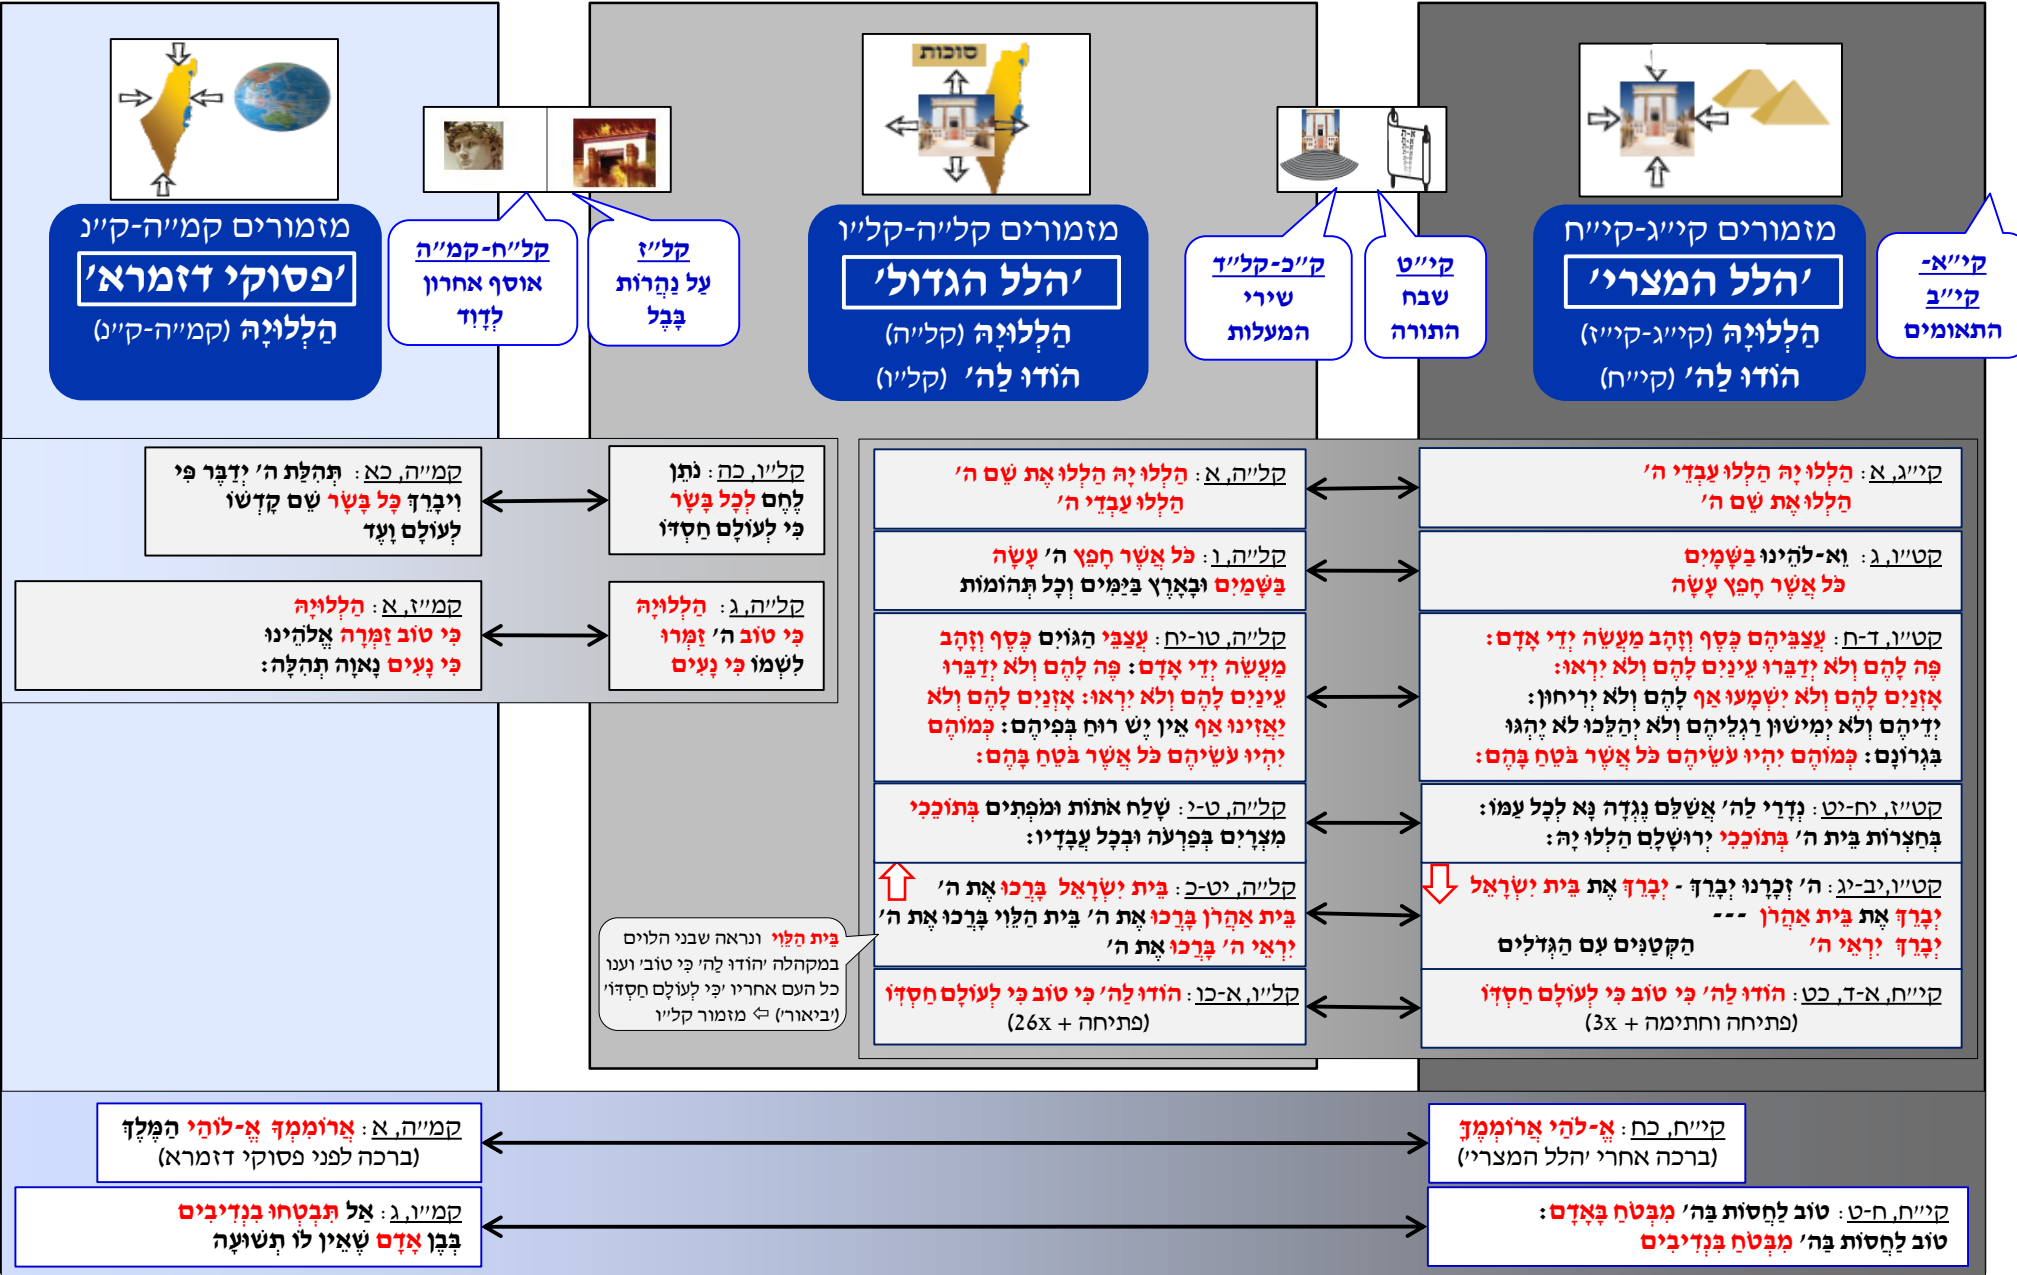 סוכות
מזמורים קי״ג-קי״ח
'הלל המצרי'
הַלְלוּיָהּ (קי״ג-קי״ז)
הוֹדוּ לַה' (קי״ח)
קי״א-
קי״ב
התאומים
קי״ט
שבח
התורה
ק״כ-קל״ד
שירי
המעלות
מזמורים קל״ה-קל״ו
'הלל הגדול'
הַלְלוּיָהּ (קל״ה)
הוֹדוּ לַה' (קל״ו)
קל״ז
עַל נַהֲרוֹת
בָּבֶל
קל״ח-קמ״ה
אוסף אחרון
לְדָוִד
מזמורים קמ״ה-ק״נ
'פסוקי דזמרא'
הַלְלוּיָהּ (קמ״ה-ק״נ)
קי״ג, א: הַלְלוּ יָהּ הַלְלוּ עַבְדֵי ה'
הַלְלוּ אֶת שֵׁם ה'
קל״ה, א: הַלְלוּ יָהּ הַלְלוּ אֶת שֵׁם ה'
הַלְלוּ עַבְדֵי ה'
קט״ו, ג: וֵא-לֹהֵינוּ בַשָּׁמָיִם
כֹּל אֲשֶׁר חָפֵץ עָשָׂה
קל״ה, ו: כֹּל אֲשֶׁר חָפֵץ ה' עָשָׂה
בַּשָּׁמַיִם וּבָאָרֶץ בַּיַּמִּים וְכָל תְּהוֹמוֹת
קט״ו, ד-ח: עֲצַבֵּיהֶם כֶּסֶף וְזָהָב מַעֲשֵׂה יְדֵי אָדָם:
פֶּה לָהֶם וְלֹא יְדַבֵּרוּ עֵינַיִם לָהֶם וְלֹא יִרְאוּ:
אָזְנַיִם לָהֶם וְלֹא יִשְׁמָעוּ אַף לָהֶם וְלֹא יְרִיחוּן:
יְדֵיהֶם וְלֹא יְמִישׁוּן רַגְלֵיהֶם וְלֹא יְהַלֵּכוּ לֹא יֶהְגּוּ
בִּגְרוֹנָם: כְּמוֹהֶם יִהְיוּ עֹשֵׂיהֶם כֹּל אֲשֶׁר בֹּטֵחַ בָּהֶם:
קל״ה, טו-יח: עֲצַבֵּי הַגּוֹיִם כֶּסֶף וְזָהָב
מַעֲשֵׂה יְדֵי אָדָם: פֶּה לָהֶם וְלֹא יְדַבֵּרוּ
עֵינַיִם לָהֶם וְלֹא יִרְאוּ: אָזְנַיִם לָהֶם וְלֹא
יַאֲזִינוּ אַף אֵין יֶשׁ רוּחַ בְּפִיהֶם: כְּמוֹהֶם
יִהְיוּ עֹשֵׂיהֶם כֹּל אֲשֶׁר בֹּטֵחַ בָּהֶם:
קט״ז, יח-יט: נְדָרַי לַה' אֲשַׁלֵּם נֶגְדָה נָּא לְכָל עַמּוֹ:
בְּחַצְרוֹת בֵּית ה' בְּתוֹכֵכִי יְרוּשָׁלִָם הַלְלוּ יָהּ:
קל״ה, ט-י: שָׁלַח אֹתוֹת וּמֹפְתִים בְּתוֹכֵכִי
מִצְרָיִם בְּפַרְעֹה וּבְכָל עֲבָדָיו:
קט״ו,יב-יג: ה' זְכָרָנוּ יְבָרֵךְ - יְבָרֵךְ אֶת בֵּית יִשְׂרָאֵל
יְבָרֵךְ אֶת בֵּית אַהֲרֹן ---
יְבָרֵךְ יִרְאֵי ה' הַקְּטַנִּים עִם הַגְּדֹלִים
קל״ה, יט-כ: בֵּית יִשְׂרָאֵל בָּרְכוּ אֶת ה'
בֵּית אַהֲרֹן בָּרְכוּ אֶת ה' בֵּית הַלֵּוִי בָּרְכוּ אֶת ה'
יִרְאֵי ה' בָּרְכוּ אֶת ה'
בֵּית הַלֵּוִי ונראה שבני הלוים
במקהלה 'הוֹדוּ לַה' כִּי טוֹב' וענו
כל העם אחריו 'כִּי לְעוֹלָם חַסְדּוֹ'
('ביאור') ⇦ מזמור קל״ו
קי״ח, א-ד, כט: הוֹדוּ לַה' כִּי טוֹב כִּי לְעוֹלָם חַסְדּוֹ
(פתיחה וחתימה + 3x)
קל״ו, א-כו: הוֹדוּ לַה' כִּי טוֹב כִּי לְעוֹלָם חַסְדּוֹ
(פתיחה + 26x)
קל״ו, כה: נֹתֵן
לֶחֶם לְכָל בָּשָׂר
כִּי לְעוֹלָם חַסְדּוֹ
קמ״ה, כא: תְּהִלַּת ה' יְדַבֶּר פִּי
וִיבָרֵךְ כָּל בָּשָׂר שֵׁם קָדְשׁוֹ
לְעוֹלָם וָעֶד
קל״ה, ג: הַלְלוּיָהּ
כִּי טוֹב ה' זַמְּרוּ
לִשְׁמוֹ כִּי נָעִים
קמ״ז, א: הַלְלוּיָהּ
כִּי טוֹב זַמְּרָה אֱלֹהֵינוּ
כִּי נָעִים נָאוָה תְהִלָּה:
קי״ח, כח: אֱ-לֹהַי אֲרוֹמְמֶךָּ
(ברכה אחרי 'הלל המצרי')
קמ״ה, א: אֲרוֹמִמְךָ אֱ-לוֹהַי הַמֶּלֶךְ
(ברכה לפני פסוקי דזמרא)
קי״ח, ח-ט: טוֹב לַחֲסוֹת בַּה' מִבְּטֹחַ בָּאָדָם:
טוֹב לַחֲסוֹת בַּה' מִבְּטֹחַ בִּנְדִיבִים
קמ״ו, ג: אַל תִּבְטְחוּ בִנְדִיבִים
בְּבֶן אָדָם שֶׁאֵין לוֹ תְשׁוּעָה